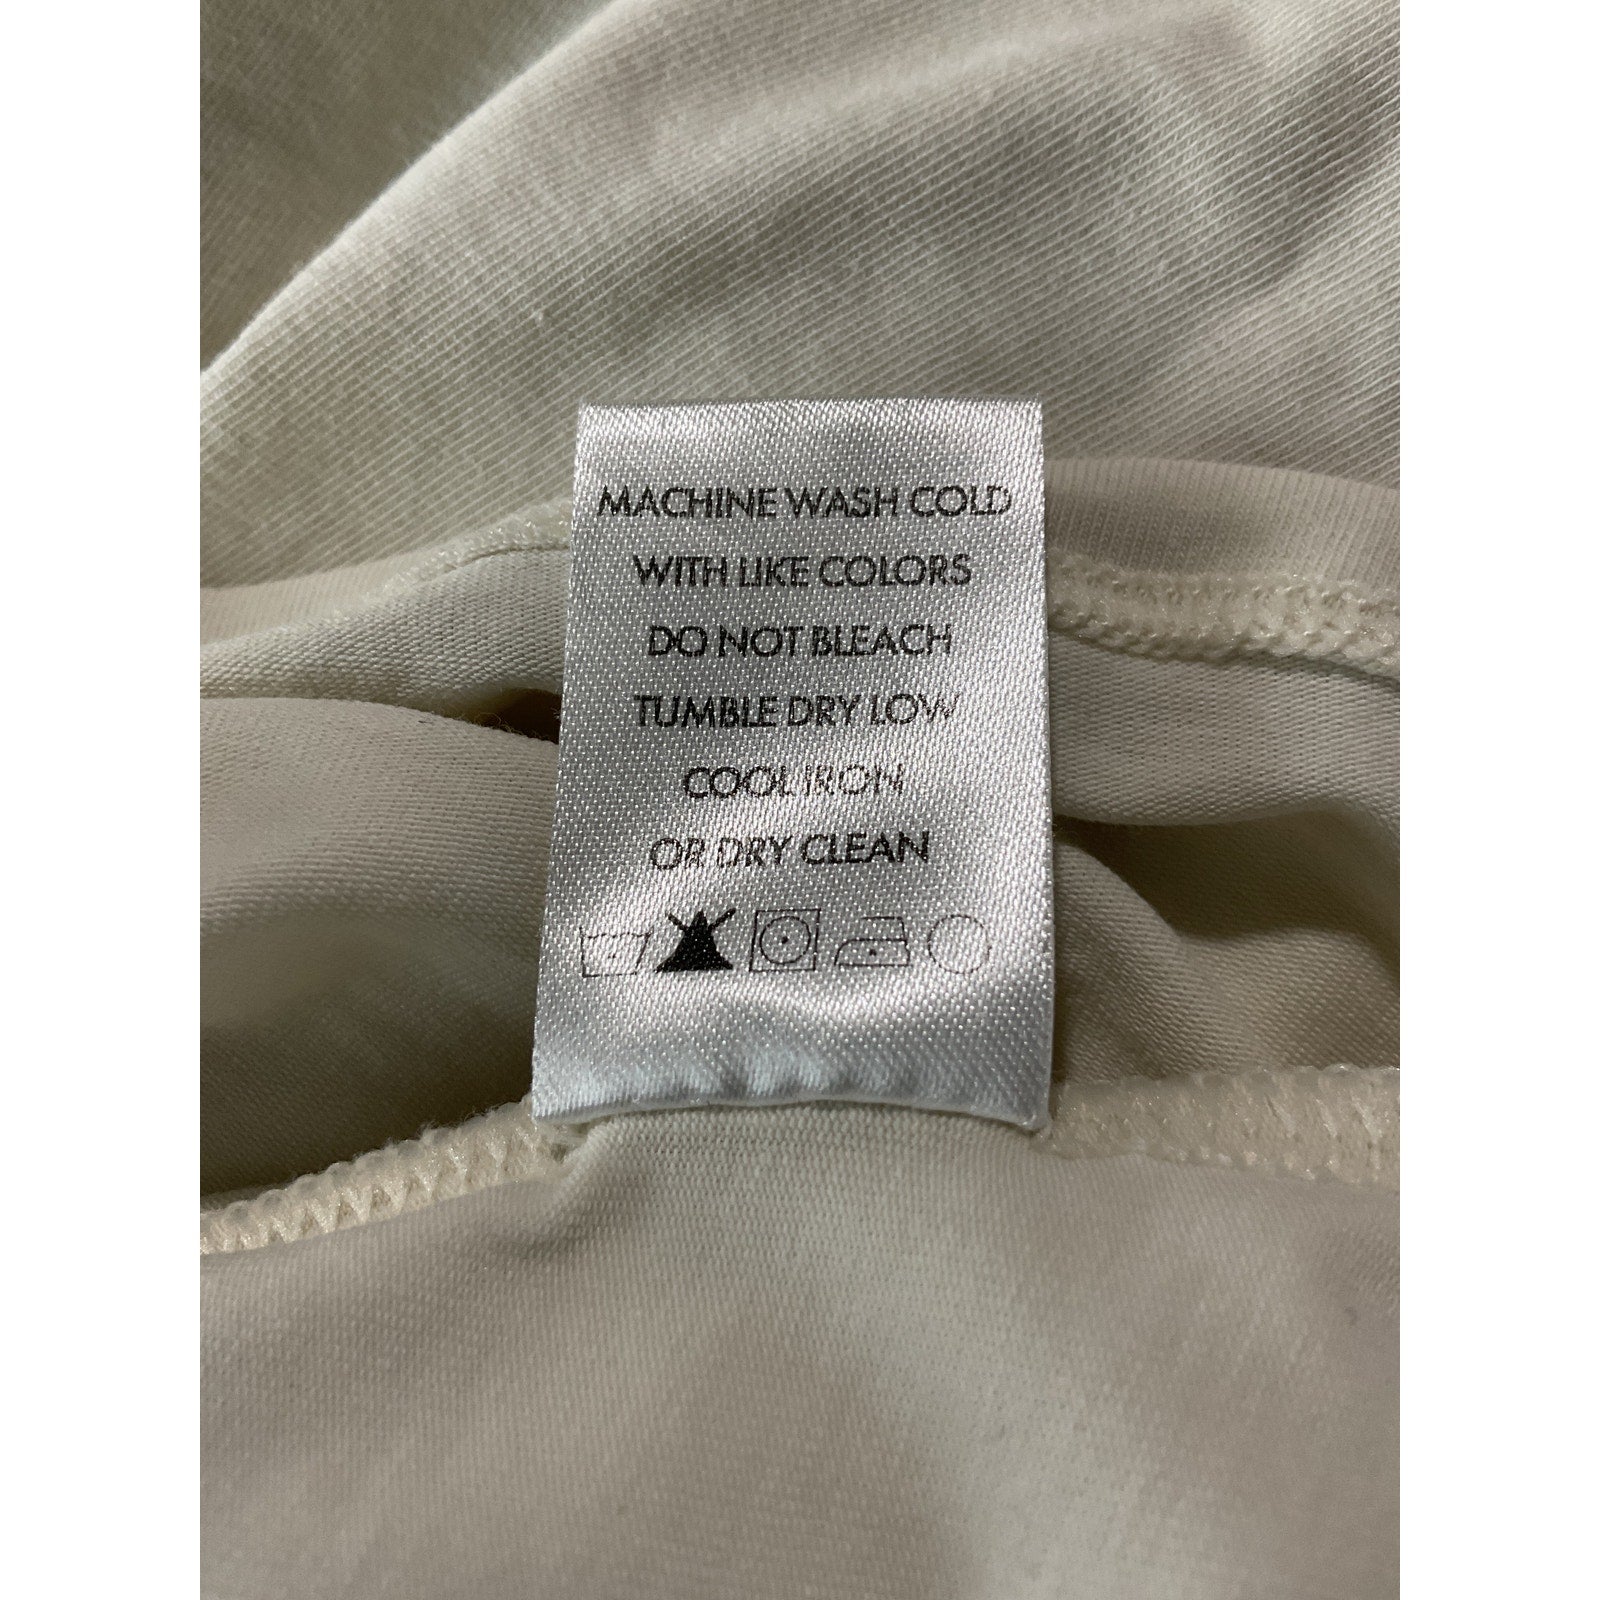 MACHINE WASH COLD
WITH LIKE COLORS
DO NOT BLEACH
TUMBLE DRY LOW
COOL IRON
OR DRY CLEAN